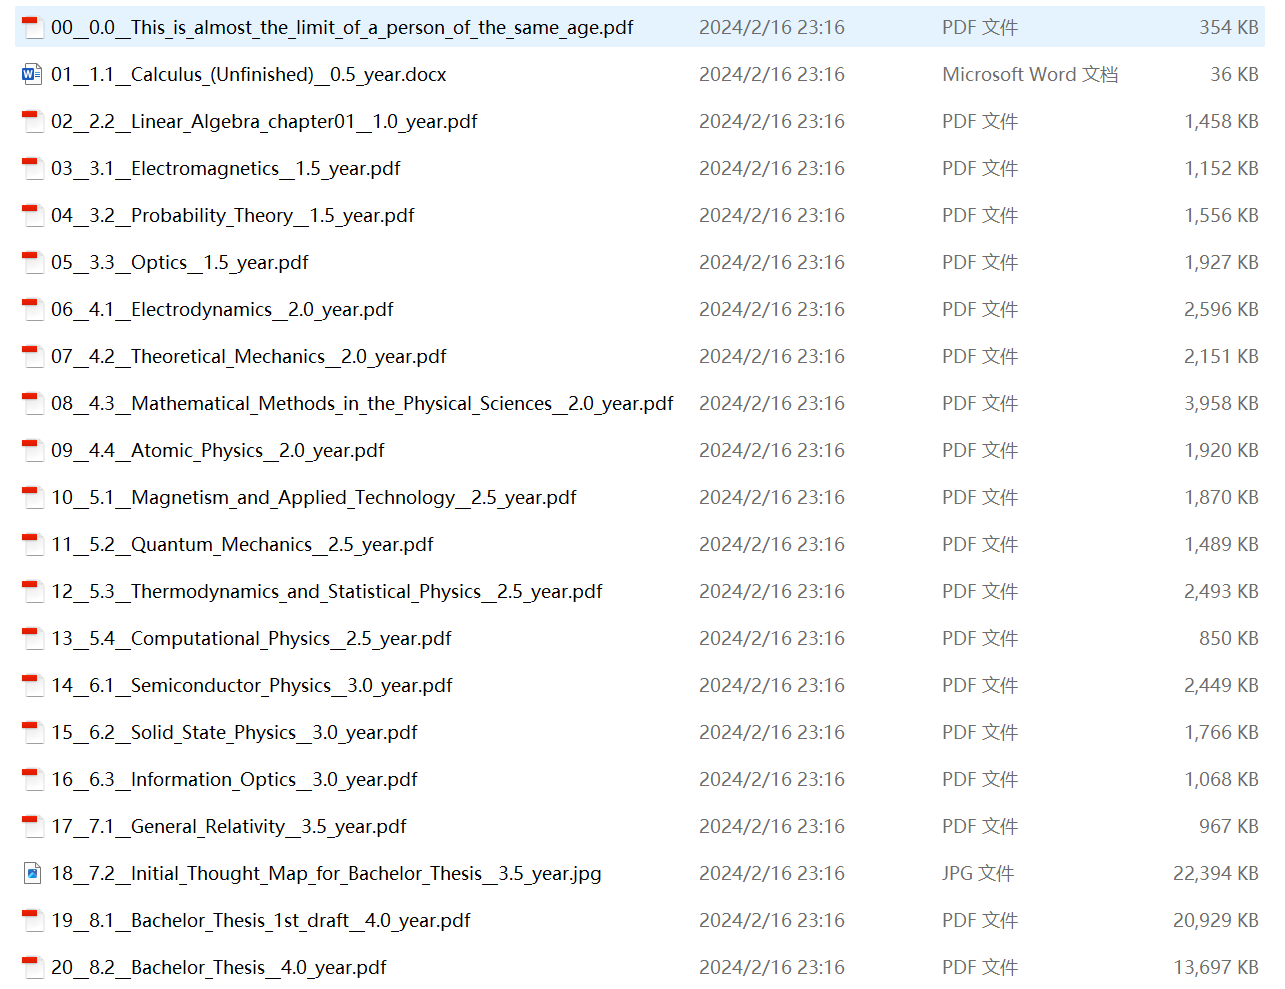 00__0.0__This_is_almost_the_limit_of_a_person_of_the_same_age.pdf 2024/2/16 23:16 PDF 文件 354 KB
01__1.1__Calculus_(Unfinished)__0.5_year.docx 2024/2/16 23:16 Microsoft Word 文档 36 KB
02__2.2__Linear_Algebra_chapter01__1.0_year.pdf 2024/2/16 23:16 PDF 文件 1,458 KB
03__3.1__Electromagnetics__1.5_year.pdf 2024/2/16 23:16 PDF 文件 1,152 KB
04__3.2__Probability_Theory__1.5_year.pdf 2024/2/16 23:16 PDF 文件 1,556 KB
05__3.3__Optics__1.5_year.pdf 2024/2/16 23:16 PDF 文件 1,927 KB
06__4.1__Electrodynamics__2.0_year.pdf 2024/2/16 23:16 PDF 文件 2,596 KB
07__4.2__Theoretical_Mechanics__2.0_year.pdf 2024/2/16 23:16 PDF 文件 2,151 KB
08__4.3__Mathematical_Methods_in_the_Physical_Sciences__2.0_year.pdf 2024/2/16 23:16 PDF 文件 3,958 KB
09__4.4__Atomic_Physics__2.0_year.pdf 2024/2/16 23:16 PDF 文件 1,920 KB
10__5.1__Magnetism_and_Applied_Technology__2.5_year.pdf 2024/2/16 23:16 PDF 文件 1,870 KB
11__5.2__Quantum_Mechanics__2.5_year.pdf 2024/2/16 23:16 PDF 文件 1,489 KB
12__5.3__Thermodynamics_and_Statistical_Physics__2.5_year.pdf 2024/2/16 23:16 PDF 文件 2,493 KB
13__5.4__Computational_Physics__2.5_year.pdf 2024/2/16 23:16 PDF 文件 850 KB
14__6.1__Semiconductor_Physics__3.0_year.pdf 2024/2/16 23:16 PDF 文件 2,449 KB
15__6.2__Solid_State_Physics__3.0_year.pdf 2024/2/16 23:16 PDF 文件 1,766 KB
16__6.3__Information_Optics__3.0_year.pdf 2024/2/16 23:16 PDF 文件 1,068 KB
17__7.1__General_Relativity__3.5_year.pdf 2024/2/16 23:16 PDF 文件 967 KB
18__7.2__Initial_Thought_Map_for_Bachelor_Thesis__3.5_year.jpg 2024/2/16 23:16 JPG 文件 22,394 KB
19__8.1__Bachelor_Thesis_1st_draft__4.0_year.pdf 2024/2/16 23:16 PDF 文件 20,929 KB
20__8.2__Bachelor_Thesis__4.0_year.pdf 2024/2/16 23:16 PDF 文件 13,697 KB